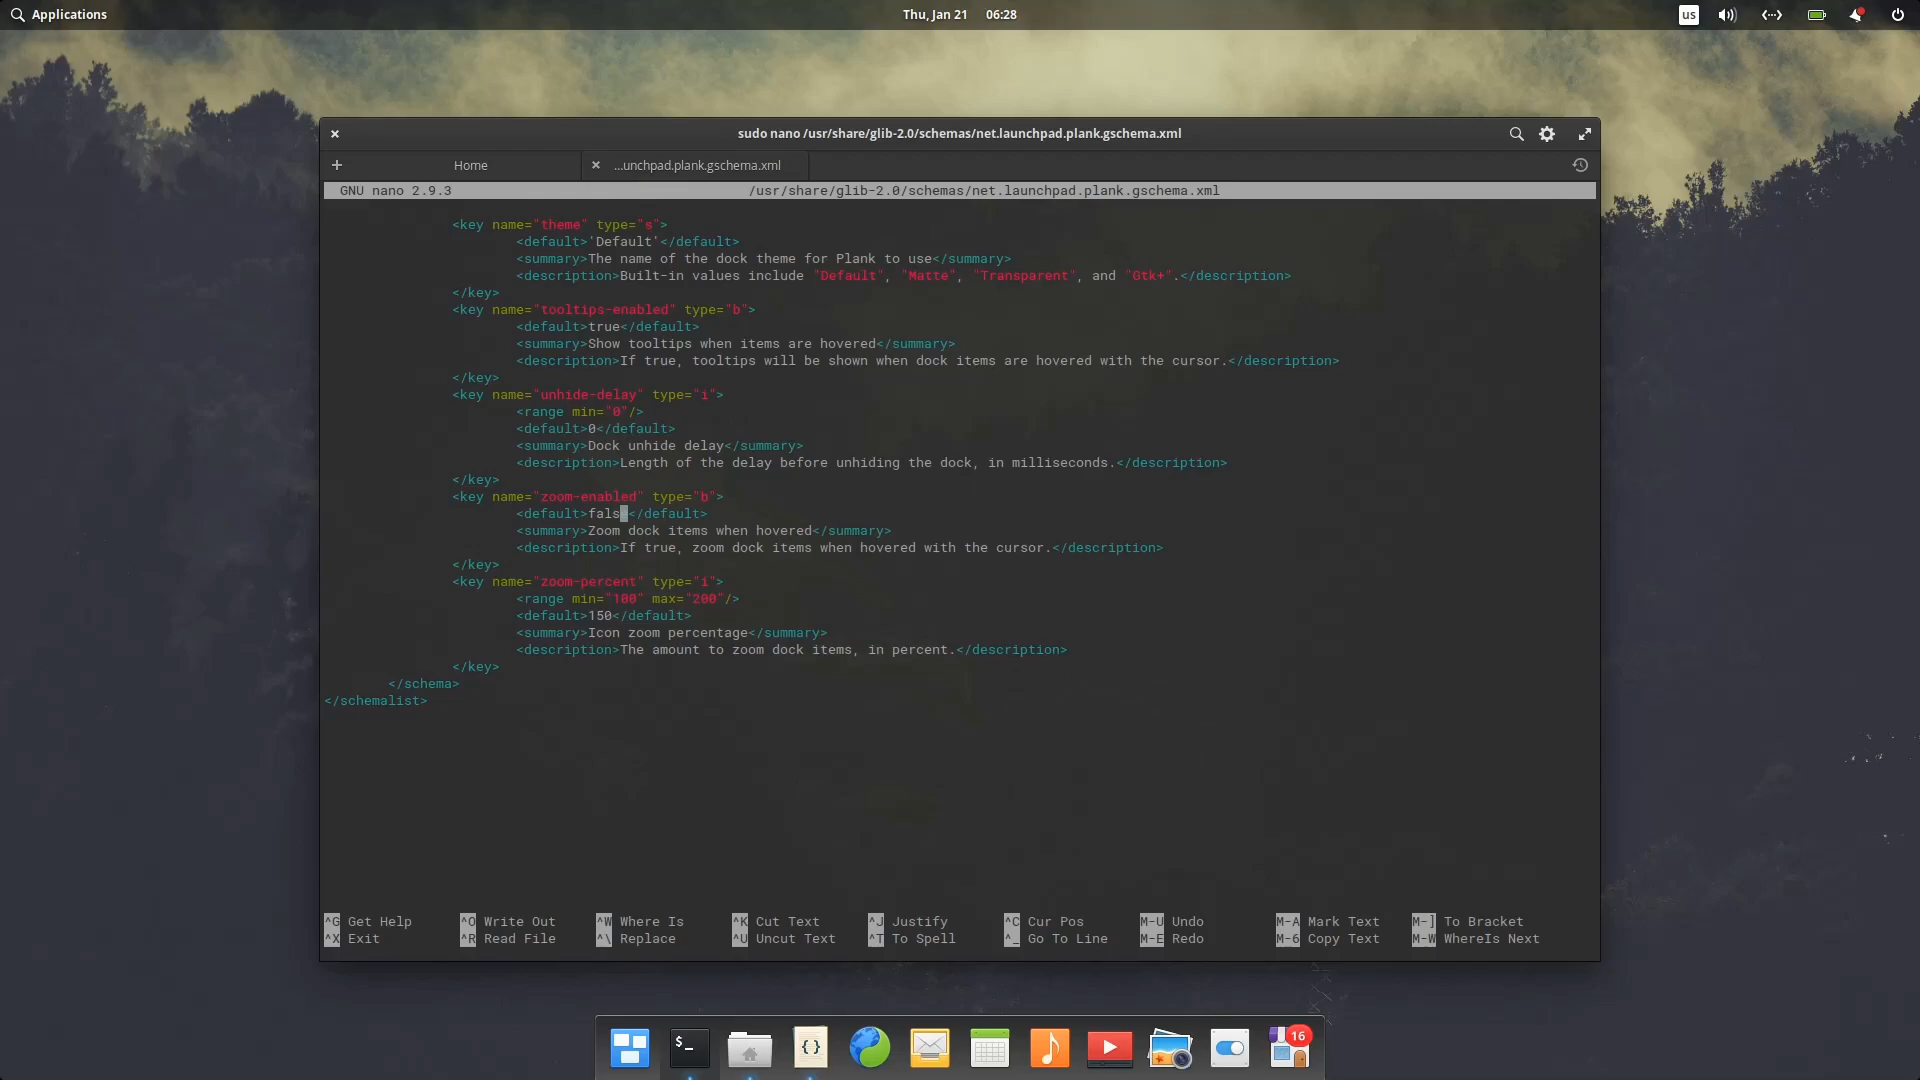 Applications
Thu, Jan 21 06:28
us
sudo nano /usr/share/glib-2.0/schemas/net.launchpad.plank.gschema.xml
Home
...unchpad.plank.gschema.xml
GNU nano 2.9.3 /usr/share/glib-2.0/schemas/net.launchpad.plank.gschema.xml
<key name="theme" type="s">
<default>'Default'</default>
<summary>The name of the dock theme for Plank to use</summary>
<description>Built-in values include "Default", "Matte", "Transparent", and "Gtk+".</description>
</key>
<key name="tooltips-enabled" type="b">
<default>true</default>
<summary>Show tooltips when items are hovered</summary>
<description>If true, tooltips will be shown when dock items are hovered with the cursor.</description>
</key>
<key name="unhide-delay" type="i">
<range min="0"/>
<default>0</default>
<summary>Dock unhide delay</summary>
<description>Length of the delay before unhiding the dock, in milliseconds.</description>
</key>
<key name="zoom-enabled" type="b">
<default>false</default>
<summary>Zoom dock items when hovered</summary>
<description>If true, zoom dock items when hovered with the cursor.</description>
</key>
<key name="zoom-percent" type="i">
<range min="100" max="200"/>
<default>150</default>
<summary>Icon zoom percentage</summary>
<description>The amount to zoom dock items, in percent.</description>
</key>
</schema>
</schemalist>
^G Get Help ^O Write Out ^W Where Is ^K Cut Text ^J Justify ^C Cur Pos M-U Undo M-A Mark Text M-] To Bracket
^X Exit ^R Read File ^\ Replace ^U Uncut Text ^T To Spell ^_ Go To Line M-E Redo M-6 Copy Text M-W WhereIs Next
$_
{}
16